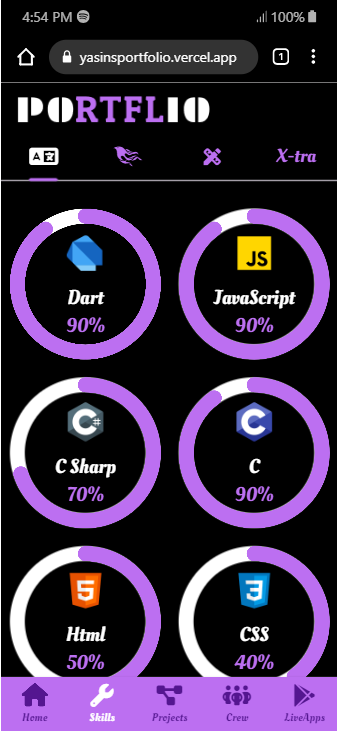 4:54 PM 100%
yasinsportfolio.vercel.app 1
PORTFLIO
A X-tra
Dart JS JavaScript
90% 90%
C# C
C Sharp C
70% 90%
5 3
Html CSS
50% 40%
Home Skills Projects Crew LiveApps